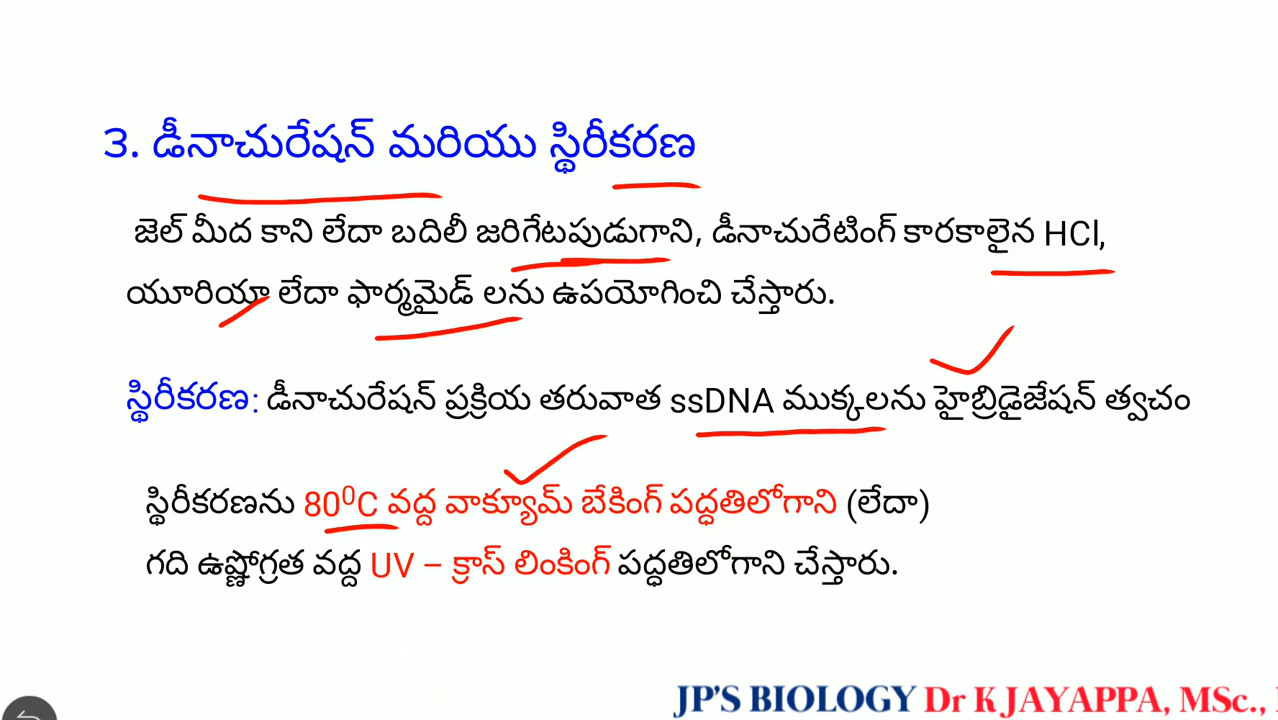 3. డీనాచురేషన్ మరియు స్థిరీకరణ
జెల్ మీద కాని లేదా బదిలీ జరిగేటపుడుగాని, డీనాచురేటింగ్ కారకాలైన HCl,
యూరియా లేదా ఫార్మమైడ్ లను ఉపయోగించి చేస్తారు.
స్థిరీకరణ: డీనాచురేషన్ ప్రక్రియ తరువాత ssDNA ముక్కలను హైబ్రిడైజేషన్ త్వచం
స్థిరీకరణను 80⁰C వద్ద వాక్యూమ్ బేకింగ్ పద్ధతిలోగాని (లేదా)
గది ఉష్ణోగ్రత వద్ద UV – క్రాస్ లింకింగ్ పద్ధతిలోగాని చేస్తారు.
JP'S BIOLOGY Dr K JAYAPPA, MSc.,